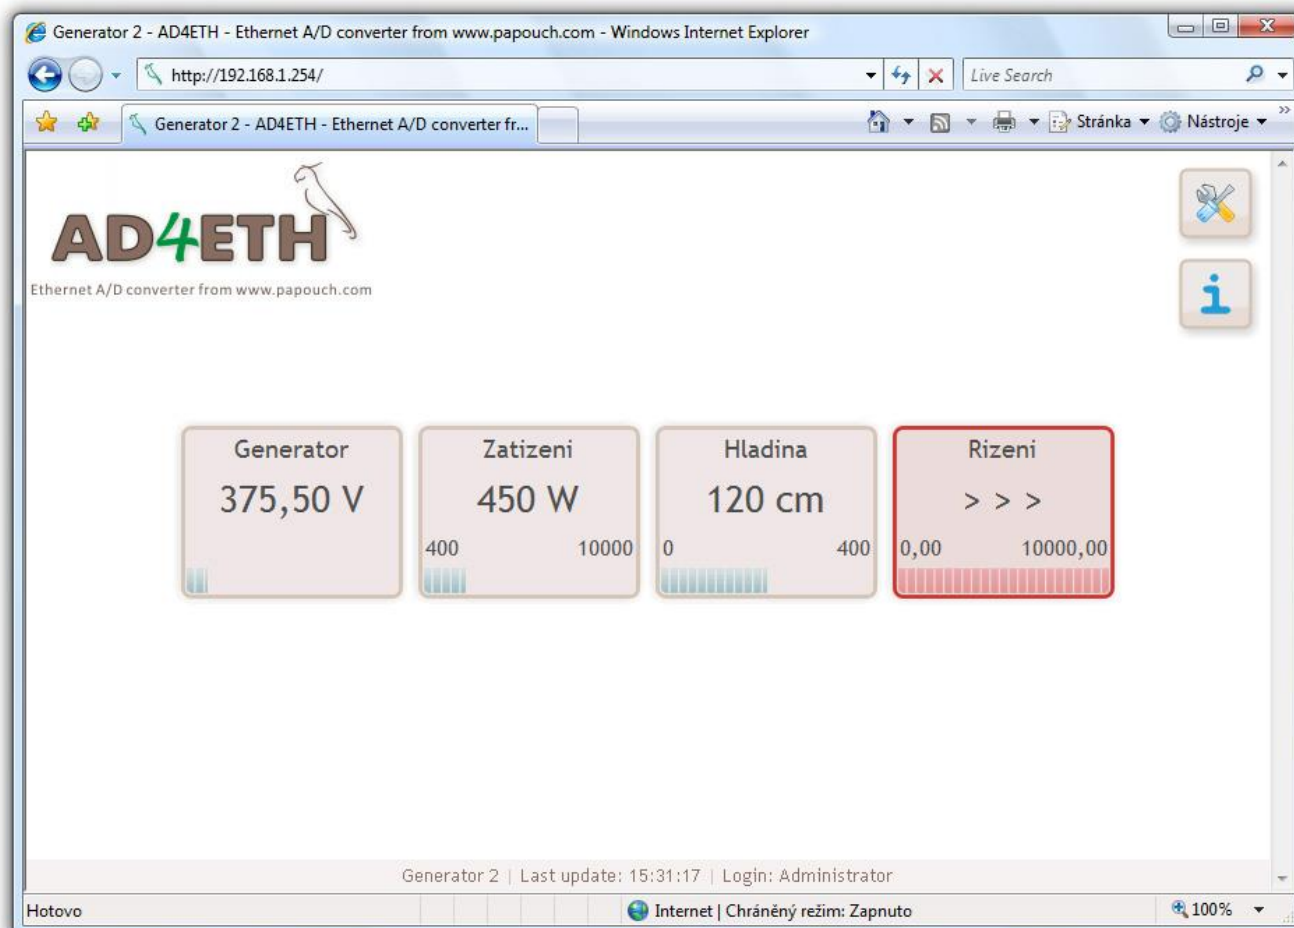 Generator 2 - AD4ETH - Ethernet A/D converter from www.papouch.com - Windows Internet Explorer
http://192.168.1.254/
Live Search
Generator 2 - AD4ETH - Ethernet A/D converter fr...
Stránka
Nástroje
AD4ETH
Ethernet A/D converter from www.papouch.com
Generator Zatizeni Hladina Rizeni
375,50 V 450 W 120 cm > > >
400 10000 0 400 0,00 10000,00
Generator 2 | Last update: 15:31:17 | Login: Administrator
Hotovo Internet | Chráněný režim: Zapnuto 100%